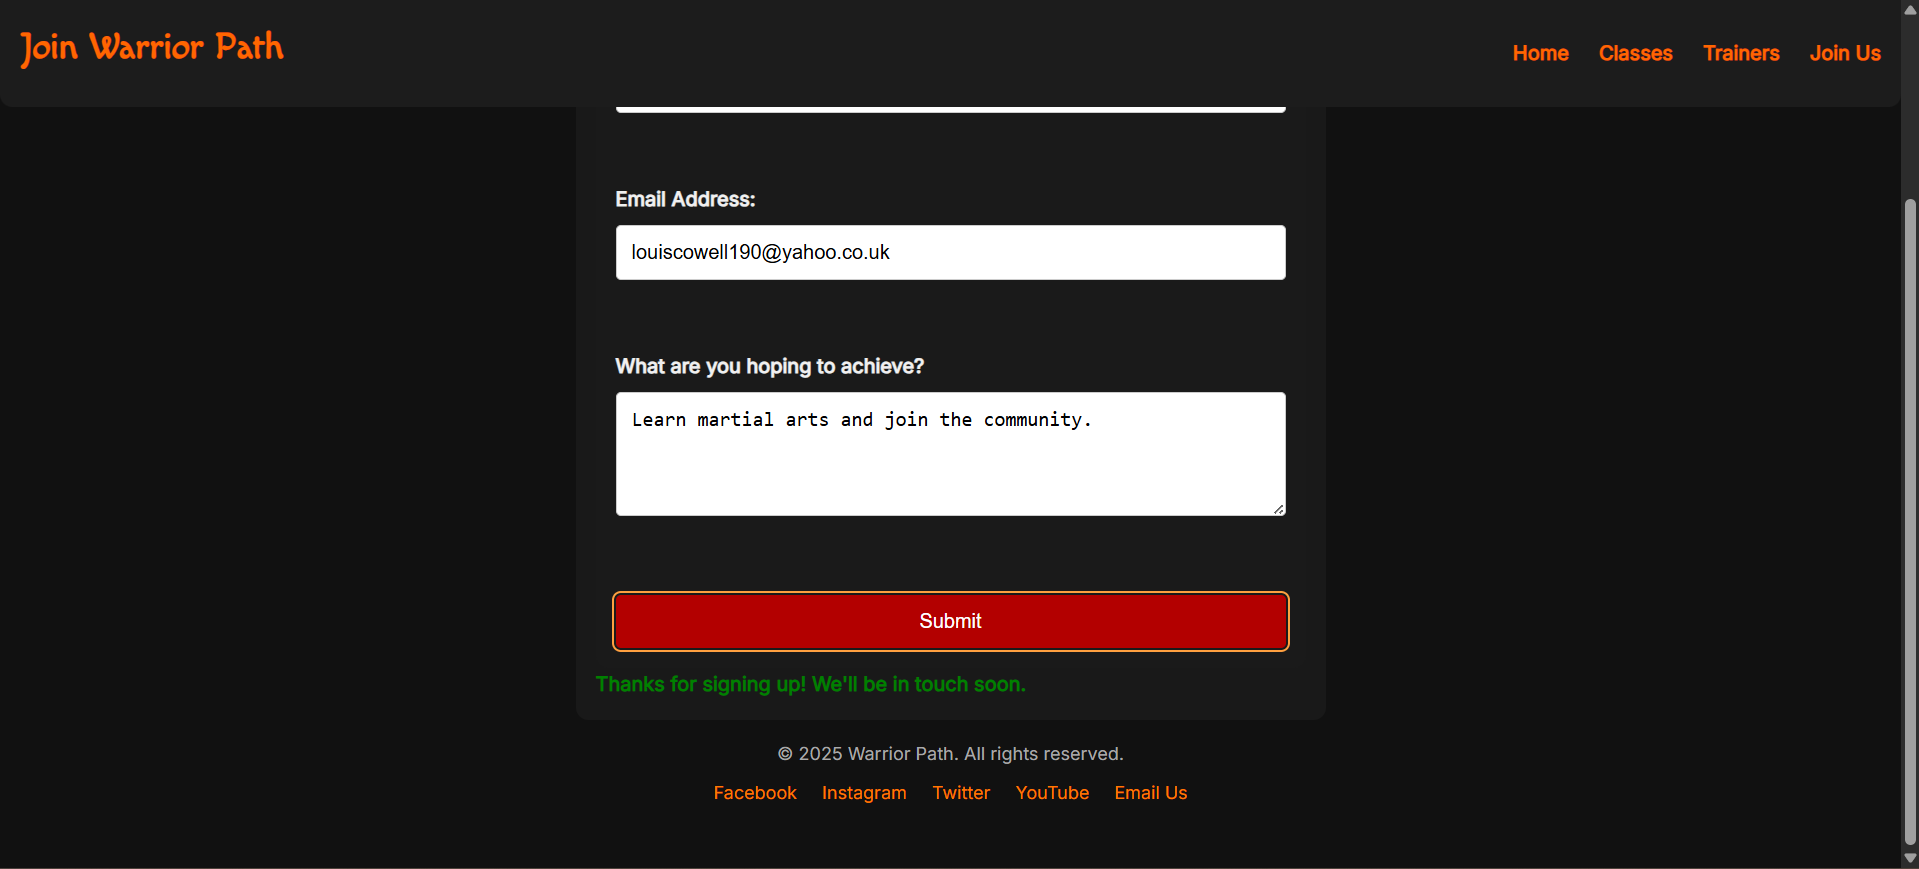 Join Warrior Path
Home Classes Trainers Join Us
Email Address:
louiscowell190@yahoo.co.uk
What are you hoping to achieve?
Learn martial arts and join the community.
Submit
Thanks for signing up! We'll be in touch soon.
© 2025 Warrior Path. All rights reserved.
Facebook Instagram Twitter YouTube Email Us